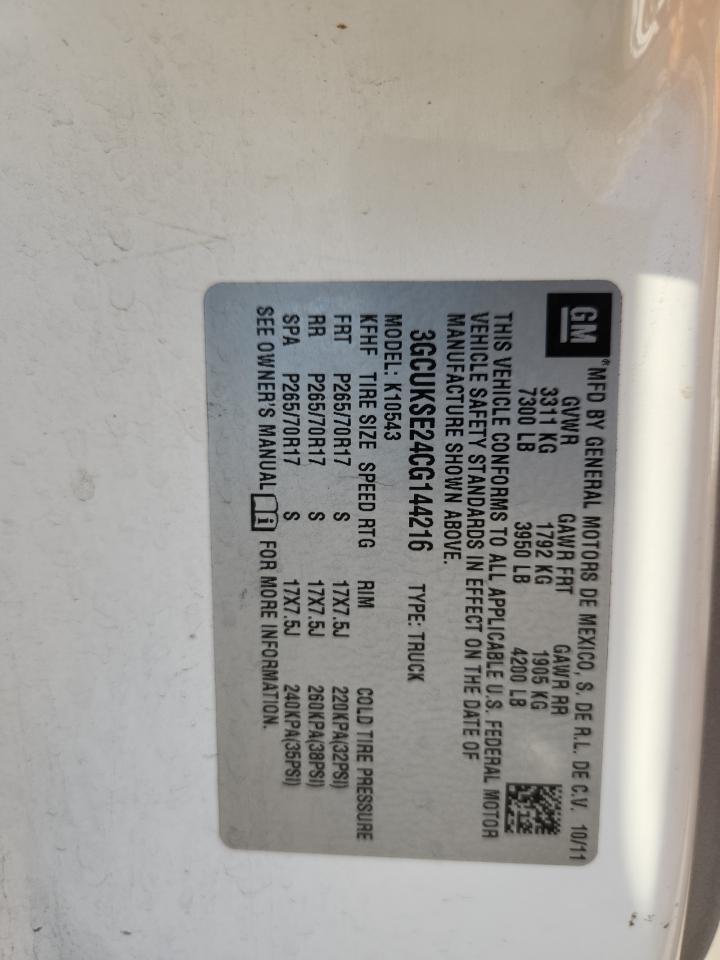 GM
®MFD BY GENERAL MOTORS DE MEXICO, S. DE R.L. DE C.V. 10/11
GVWR GAWR FRT GAWR RR
3311 KG 1792 KG 1905 KG
7300 LB 3950 LB 4200 LB
THIS VEHICLE CONFORMS TO ALL APPLICABLE U.S. FEDERAL MOTOR
VEHICLE SAFETY STANDARDS IN EFFECT ON THE DATE OF
MANUFACTURE SHOWN ABOVE.
3GCUKSE24CG144216 TYPE: TRUCK
MODEL: K10543
KFHF TIRE SIZE SPEED RTG RIM COLD TIRE PRESSURE
FRT P265/70R17 S 17X7.5J 220KPA(32PSI)
RR P265/70R17 S 17X7.5J 260KPA(38PSI)
SPA P265/70R17 S 17X7.5J 240KPA(35PSI)
SEE OWNER'S MANUAL FOR MORE INFORMATION.